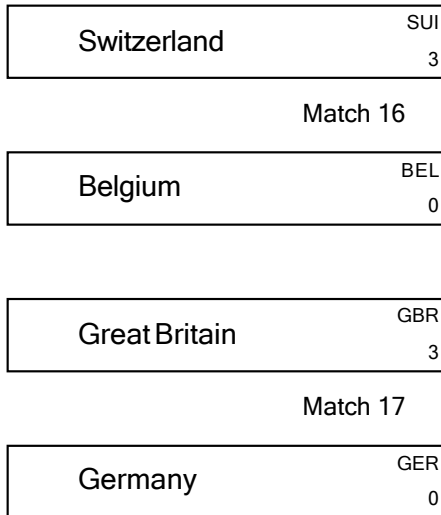 Switzerland SUI
3
Match 16
Belgium BEL
0
Great Britain GBR
3
Match 17
Germany GER
0